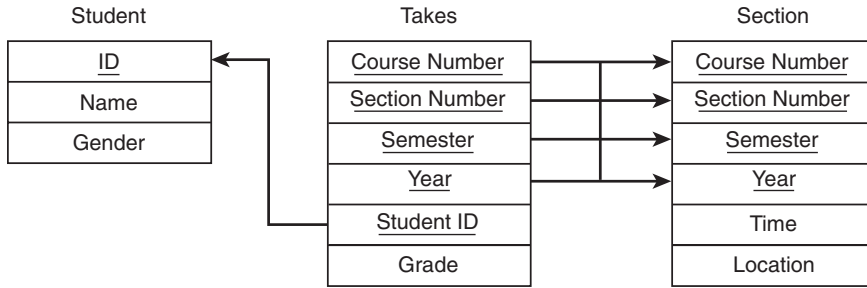 Student
ID
Name
Gender
Takes
Course Number
Section Number
Semester
Year
Student ID
Grade
Section
Course Number
Section Number
Semester
Year
Time
Location